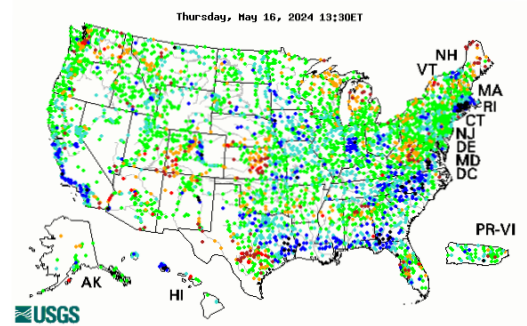 Thursday, May 16, 2024 13:30ET
NH
VT
MA
RI
CT
NJ
DE
MD
DC
PR-VI
AK
HI
USGS